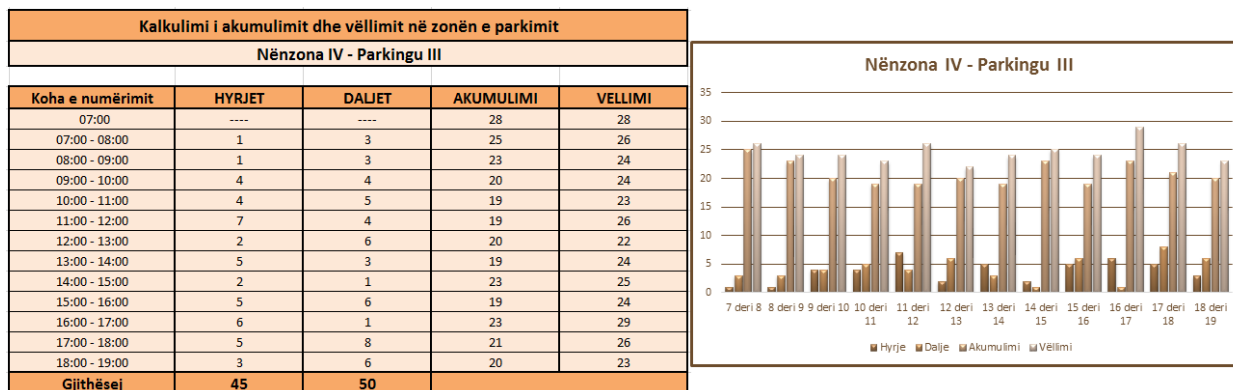 Kalkulimi i akumulimit dhe vëllimit në zonën e parkimit
Nënzona IV - Parkingu III
Koha e numërimit HYRJET DALJET AKUMULIMI VELLIMI
07:00 ---- ---- 28 28
07:00 - 08:00 1 3 25 26
08:00 - 09:00 1 3 23 24
09:00 - 10:00 4 4 20 24
10:00 - 11:00 4 5 19 23
11:00 - 12:00 7 4 19 26
12:00 - 13:00 2 6 20 22
13:00 - 14:00 5 3 19 24
14:00 - 15:00 2 1 23 25
15:00 - 16:00 5 6 19 24
16:00 - 17:00 6 1 23 29
17:00 - 18:00 5 8 21 26
18:00 - 19:00 3 6 20 23
Gjithësej 45 50
Nënzona IV - Parkingu III
35
30
25
20
15
10
5
0
7 deri 8 8 deri 9 9 deri 10 10 deri 11 11 deri 12 12 deri 13 13 deri 14 14 deri 15 15 deri 16 16 deri 17 17 deri 18 18 deri 19
Hyrje Dalje Akumulimi Vëllimi